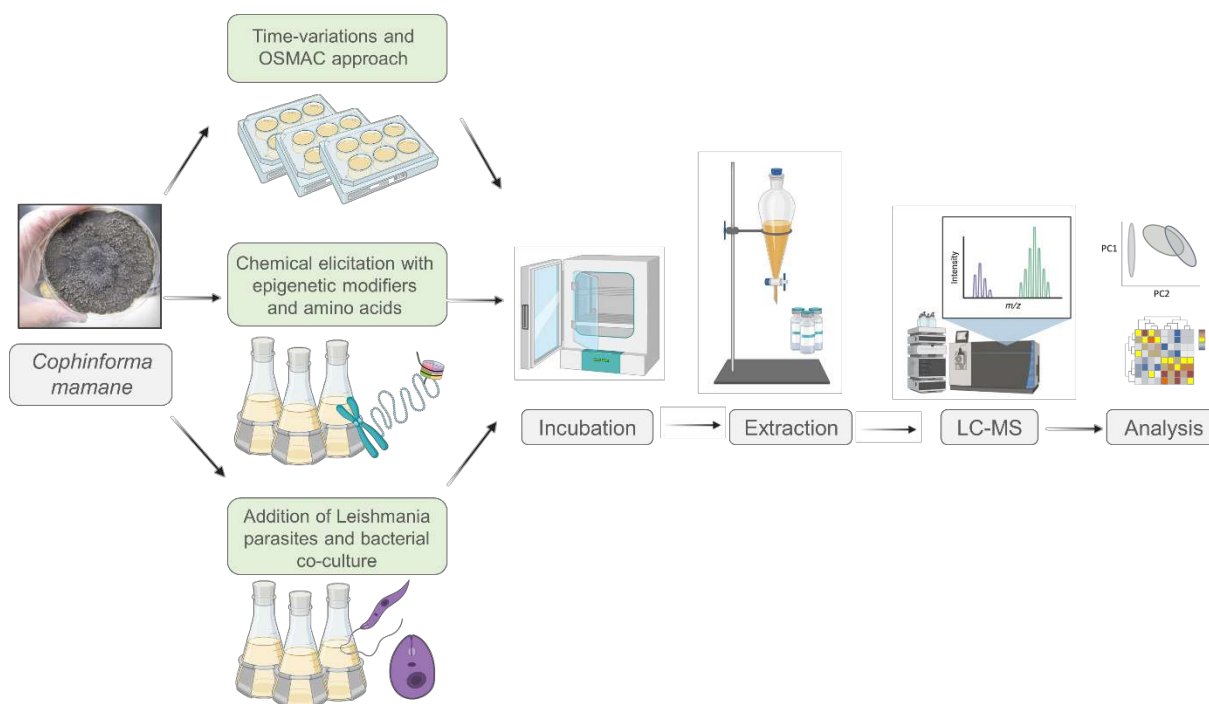 Time-variations and
OSMAC approach
Chemical elicitation with
epigenetic modifiers
and amino acids
Cophinforma
mamane
Addition of Leishmania
parasites and bacterial
co-culture
Incubation
Extraction
Intensity
m/z
LC-MS
PC1
PC2
Analysis